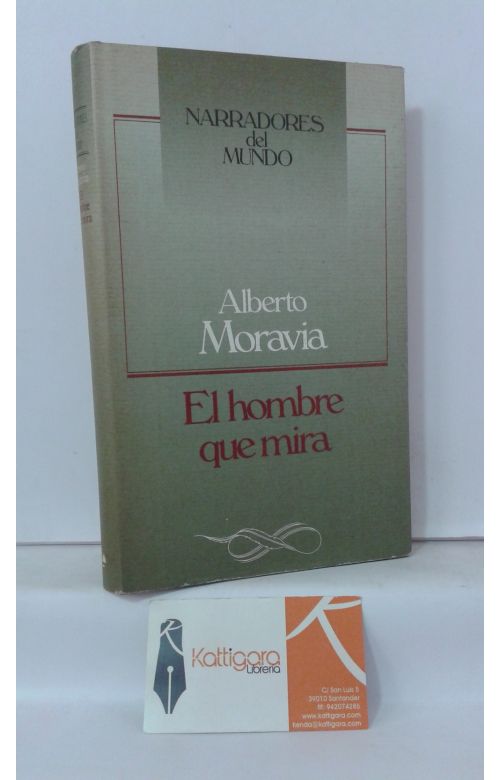 NARRADORES
del
MUNDO
Alberto
Moravia
El hombre
que mira
Kattigara
Librería
C/ San Luis 5
39010 Santander
tlf: 942074285
www.kattigara.com
tienda@kattigara.com